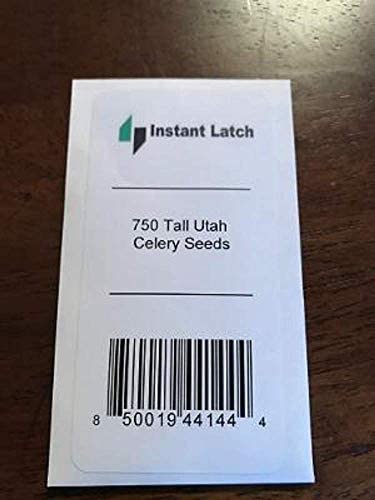 Instant Latch
750 Tall Utah
Celery Seeds
8 50019 44144 4